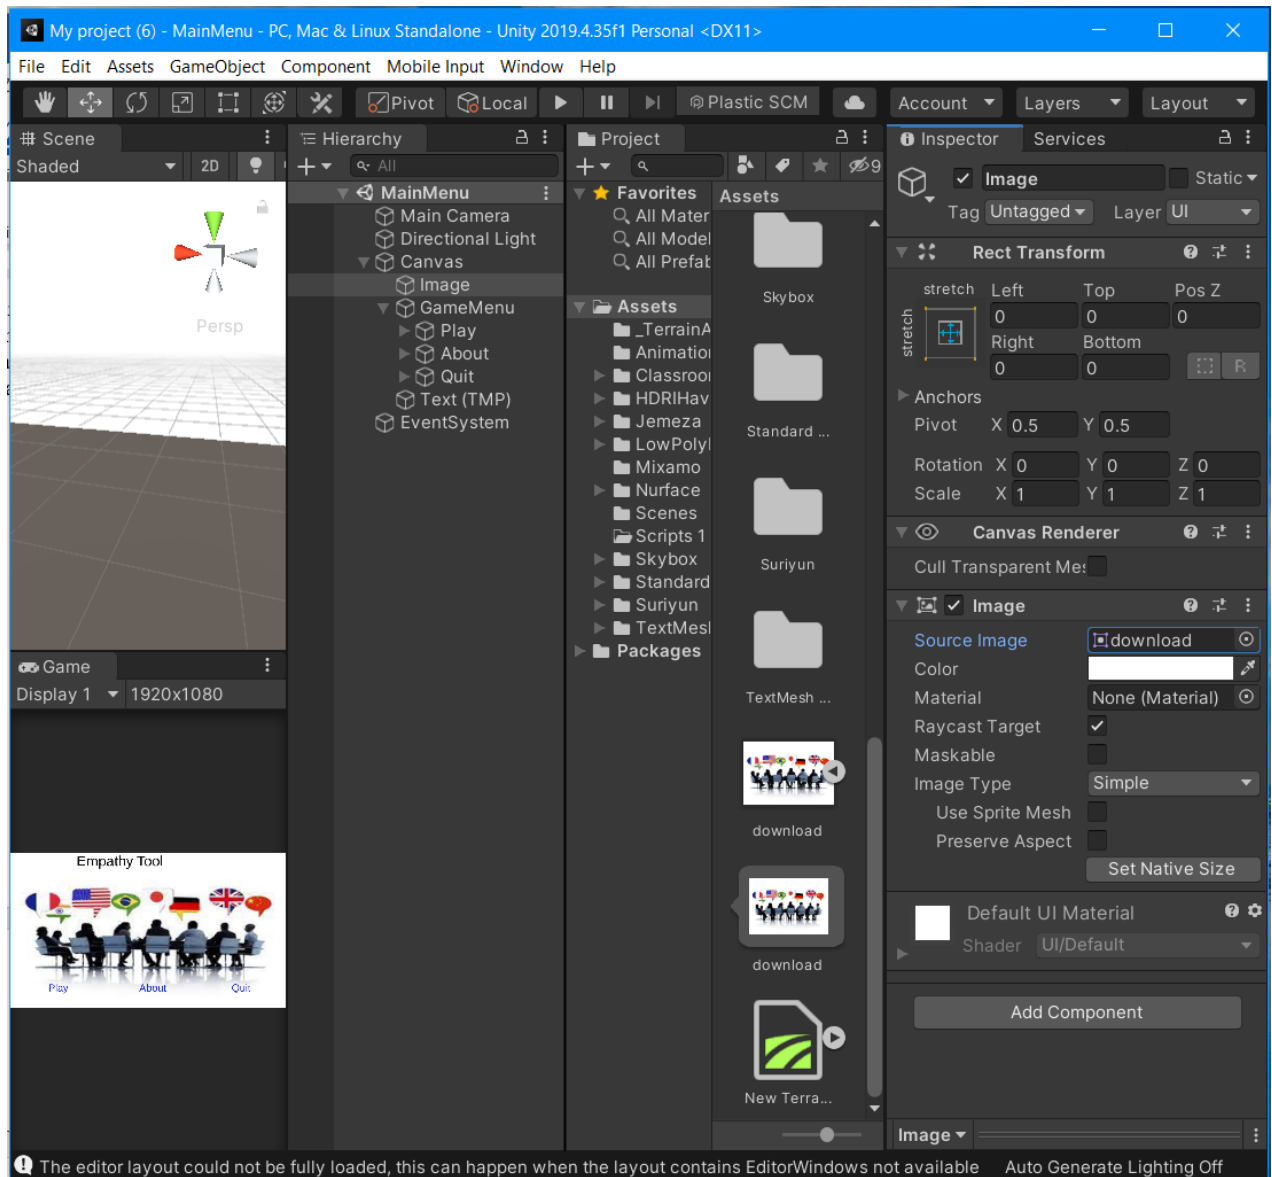 My project (6) - MainMenu - PC, Mac & Linux Standalone - Unity 2019.4.35f1 Personal <DX11>
File Edit Assets GameObject Component Mobile Input Window Help
Pivot Local Plastic SCM Account Layers Layout
Scene
Shaded 2D
Persp
Game
Display 1 1920x1080
Empathy Tool
Play About Quit
Hierarchy
All
MainMenu
Main Camera
Directional Light
Canvas
Image
GameMenu
Play
About
Quit
Text (TMP)
EventSystem
Project
9
Favorites
All Mater
All Model
All Prefab
Assets
_TerrainA
Animation
Classroom
HDRIHav
Jemeza
LowPolyI
Mixamo
Nurface
Scenes
Scripts 1
Skybox
Standard
Suriyun
TextMesh
Packages
Assets
Skybox
Standard ...
Suriyun
TextMesh ...
download
download
New Terra...
Inspector Services
Image Static
Tag Untagged Layer UI
Rect Transform
stretch Left Top Pos Z
stretch
0 0 0
Right Bottom
0 0 R
Anchors
Pivot X 0.5 Y 0.5
Rotation X 0 Y 0 Z 0
Scale X 1 Y 1 Z 1
Canvas Renderer
Cull Transparent Mes
Image
Source Image download
Color
Material None (Material)
Raycast Target
Maskable
Image Type Simple
Use Sprite Mesh
Preserve Aspect
Set Native Size
Default UI Material
Shader UI/Default
Add Component
Image
The editor layout could not be fully loaded, this can happen when the layout contains EditorWindows not available Auto Generate Lighting Off